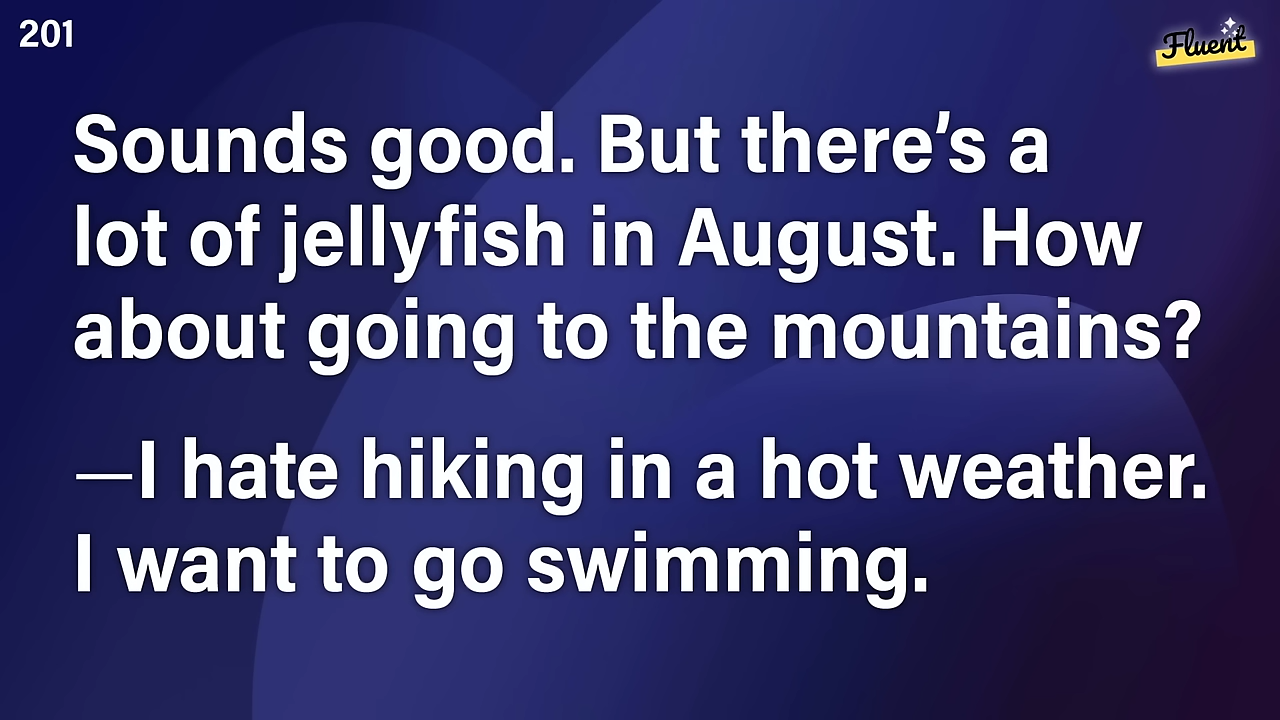 201
Fluent
Sounds good. But there’s a
lot of jellyfish in August. How
about going to the mountains?
—I hate hiking in a hot weather.
I want to go swimming.